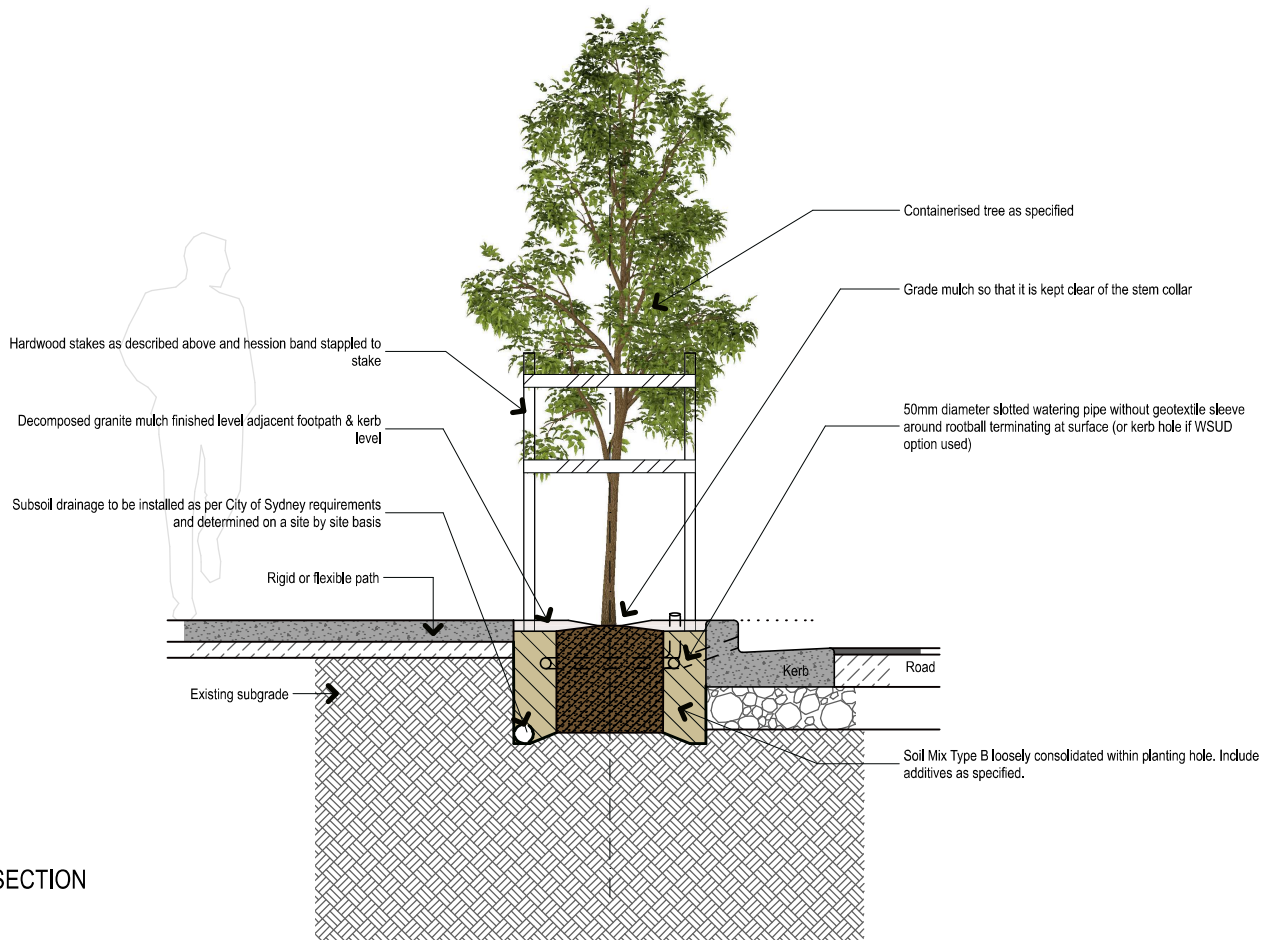 Containerised tree as specified
Grade mulch so that it is kept clear of the stem collar
Hardwood stakes as described above and hession band stappled to
stake
Decomposed granite mulch finished level adjacent footpath & kerb
level
50mm diameter slotted watering pipe without geotextile sleeve
around rootball terminating at surface (or kerb hole if WSUD
option used)
Subsoil drainage to be installed as per City of Sydney requirements
and determined on a site by site basis
Rigid or flexible path
Kerb
Road
Existing subgrade
Soil Mix Type B loosely consolidated within planting hole. Include
additives as specified.
SECTION